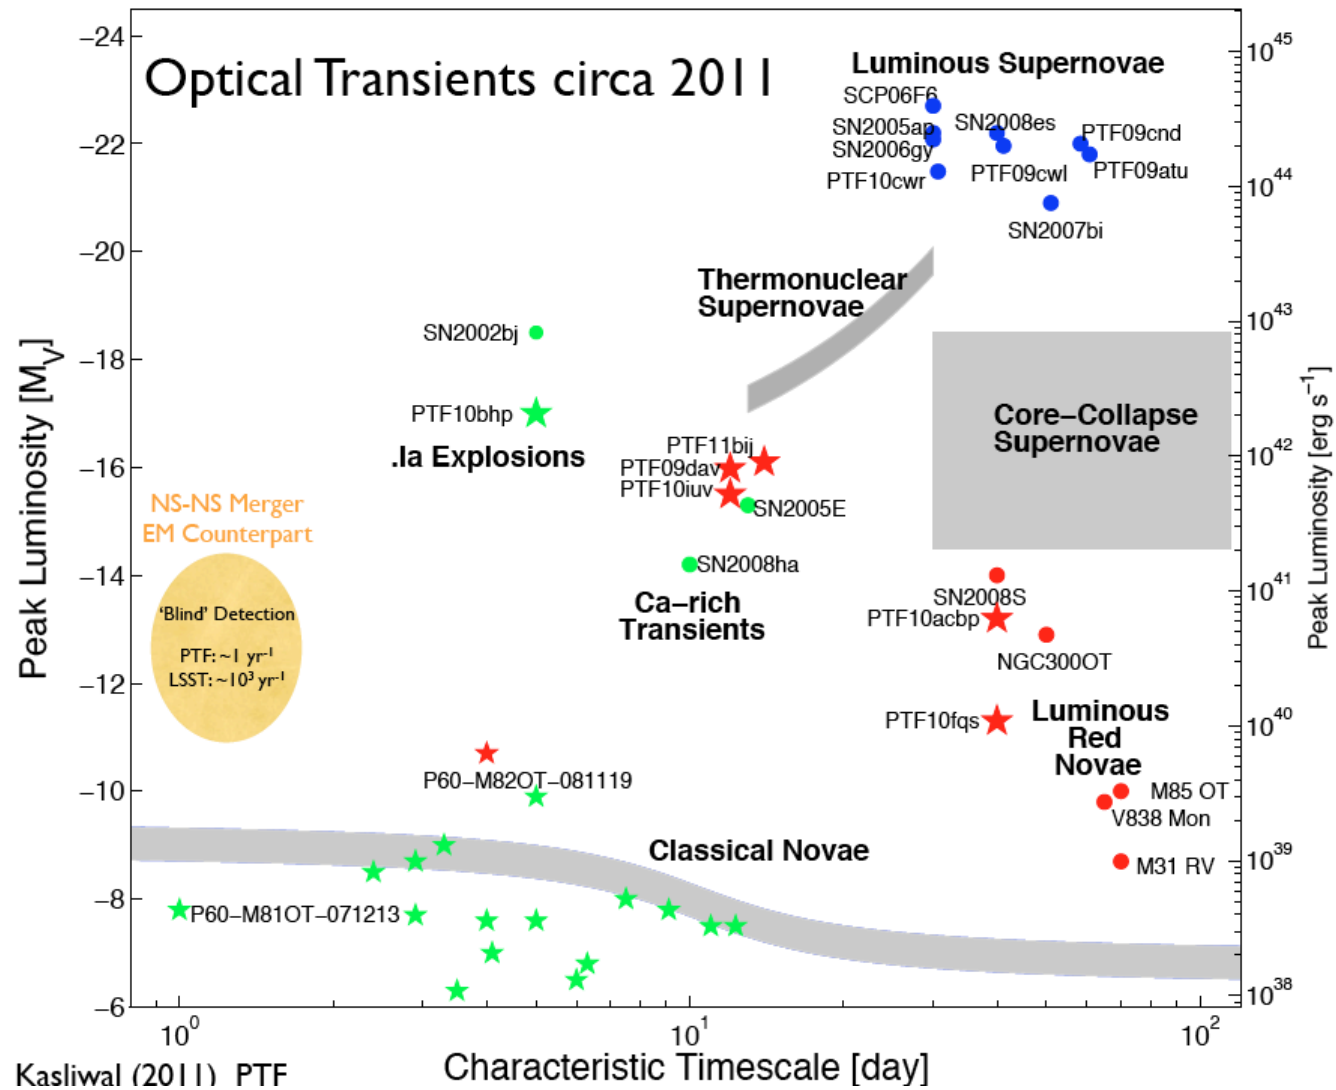 Optical Transients circa 2011
Luminous Supernovae
SCP06F6
SN2005ap
SN2008es
PTF09cnd
SN2006gy
PTF10cwr
PTF09cwl
PTF09atu
SN2007bi
Thermonuclear
Supernovae
SN2002bj
PTF10bhp
.Ia Explosions
Core–Collapse
Supernovae
PTF11bij
PTF09dav
PTF10iuv
SN2005E
SN2008ha
Ca–rich
Transients
NS-NS Merger
EM Counterpart
'Blind' Detection
PTF: ~1 yr⁻¹
LSST: ~10³ yr⁻¹
SN2008S
PTF10acbp
NGC300OT
PTF10fqs
Luminous
Red
Novae
P60–M82OT–081119
M85 OT
V838 Mon
M31 RV
Classical Novae
P60–M81OT–071213
Peak Luminosity [M_V]
–24
–22
–20
–18
–16
–14
–12
–10
–8
–6
Peak Luminosity [erg s⁻¹]
10⁴⁵
10⁴⁴
10⁴³
10⁴²
10⁴¹
10⁴⁰
10³⁹
10³⁸
10⁰
10¹
10²
Characteristic Timescale [day]
Kasliwal (2011) PTF